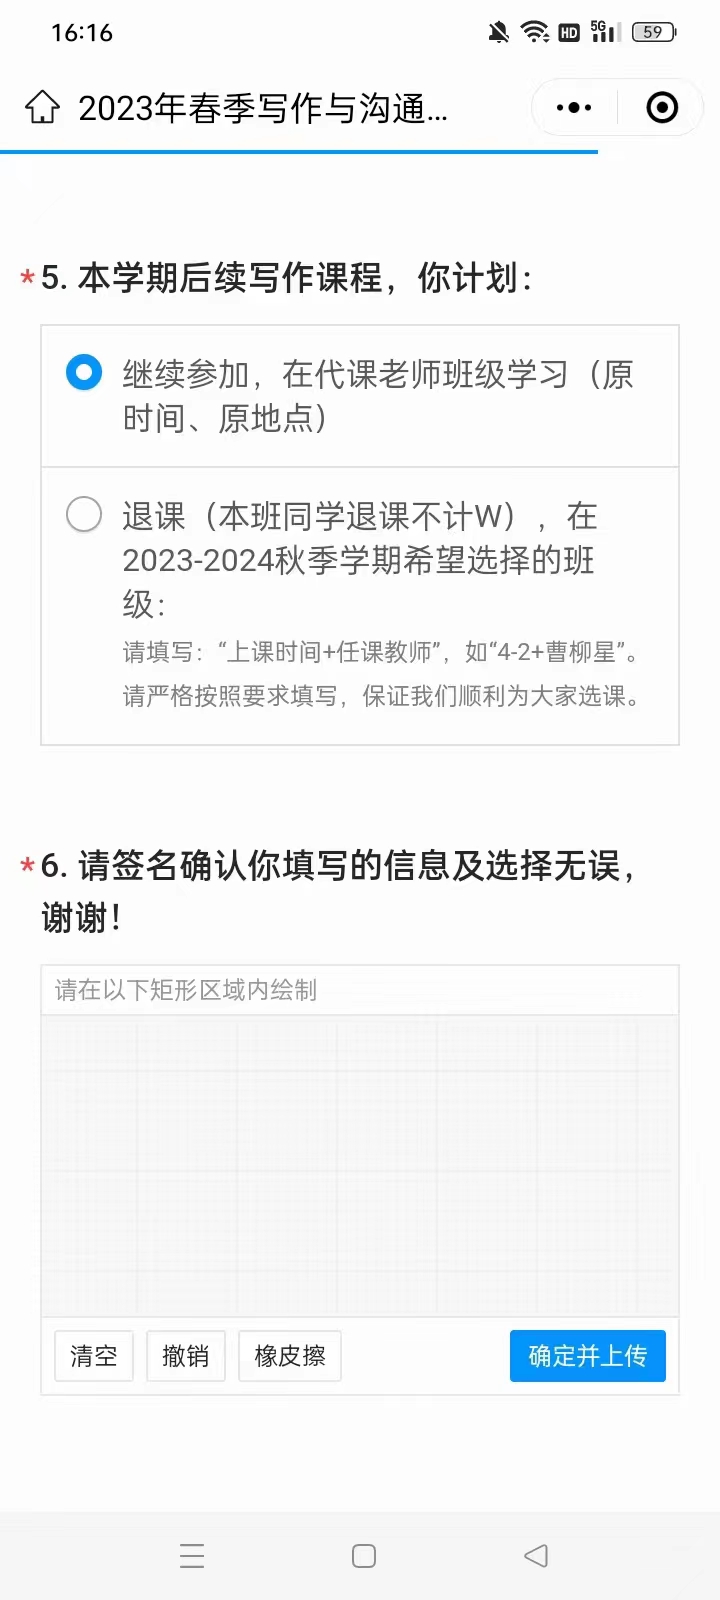 16:16
HD 5G 59
2023年春季写作与沟通...
*5. 本学期后续写作课程，你计划：
继续参加，在代课老师班级学习（原
时间、原地点）
退课（本班同学退课不计W），在
2023-2024秋季学期希望选择的班
级：
请填写：“上课时间+任课教师”，如“4-2+曹柳星”。
请严格按照要求填写，保证我们顺利为大家选课。
*6. 请签名确认你填写的信息及选择无误，
谢谢！
请在以下矩形区域内绘制
清空 撤销 橡皮擦 确定并上传